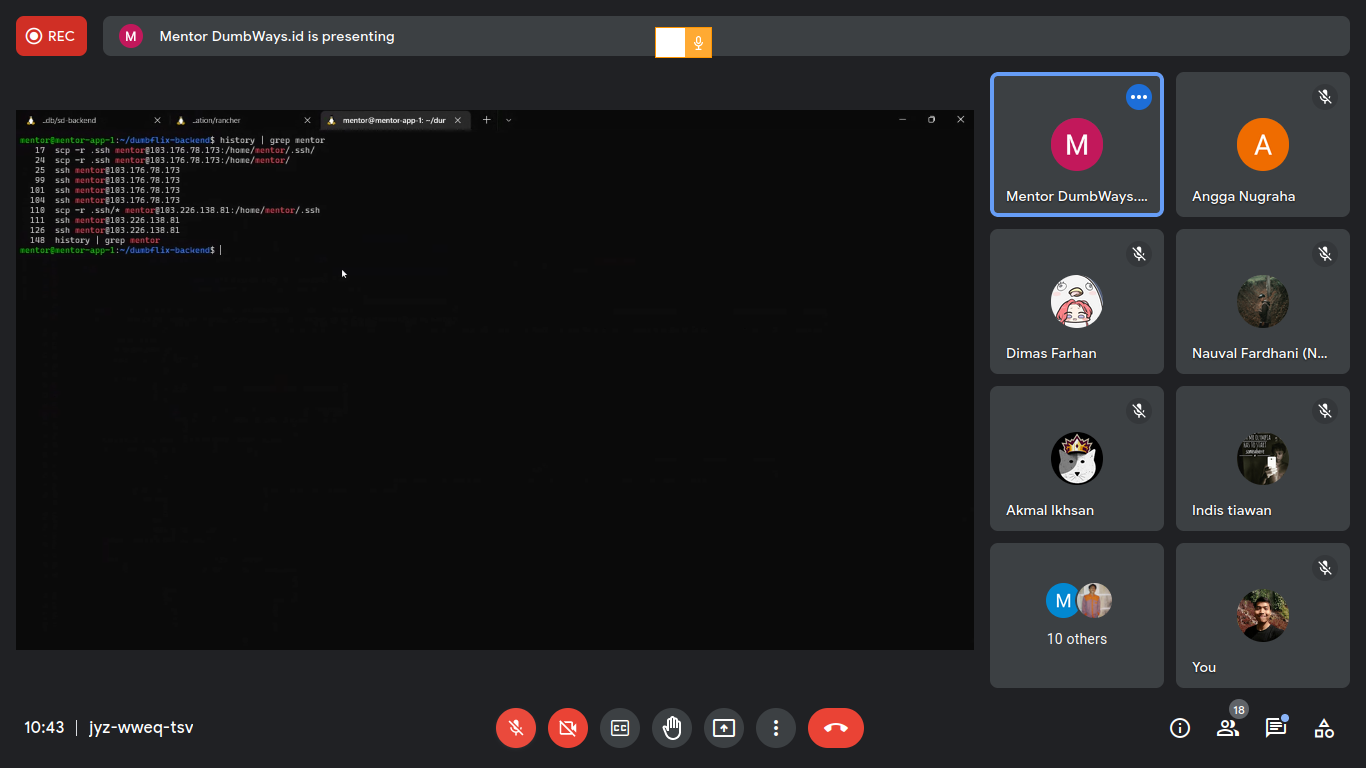 REC
M
Mentor DumbWays.id is presenting
..db/sd-backend
..ation/rancher
mentor@mentor-app-1: ~/dur
mentor@mentor-app-1:~/dumbflix-backend$ history | grep mentor
17 scp -r .ssh mentor@103.176.78.173:/home/mentor/.ssh/
24 scp -r .ssh mentor@103.176.78.173:/home/mentor/
25 ssh mentor@103.176.78.173
99 ssh mentor@103.176.78.173
101 ssh mentor@103.176.78.173
104 ssh mentor@103.176.78.173
110 scp -r .ssh/* mentor@103.226.138.81:/home/mentor/.ssh
111 ssh mentor@103.226.138.81
126 ssh mentor@103.226.138.81
148 history | grep mentor
mentor@mentor-app-1:~/dumbflix-backend$
M
Mentor DumbWays....
A
Angga Nugraha
Dimas Farhan
Nauval Fardhani (N...
Akmal Ikhsan
Indis tiawan
M
10 others
You
10:43 | jyz-wweq-tsv
CC
18